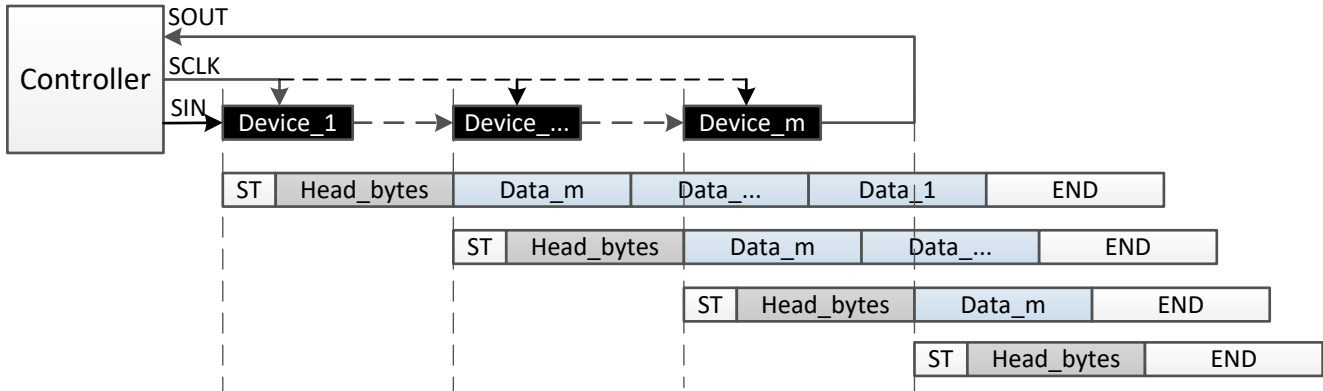 SOUT
Controller
SCLK
SIN
Device_1 Device_... Device_m
ST Head_bytes Data_m Data_... Data_1 END
ST Head_bytes Data_m Data_... END
ST Head_bytes Data_m END
ST Head_bytes END